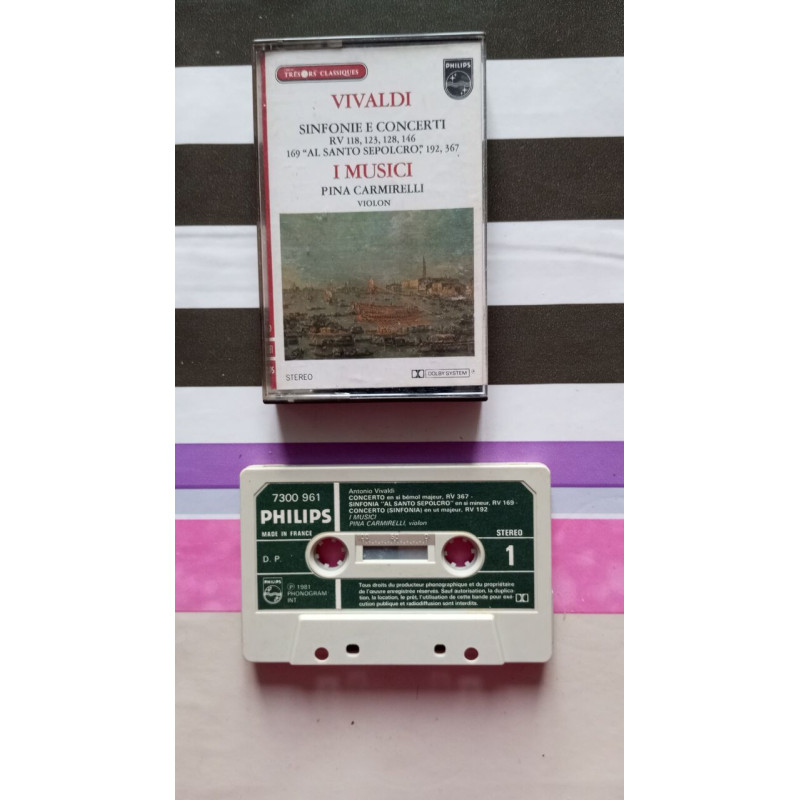 TRÉSORS CLASSIQUES
PHILIPS
VIVALDI
SINFONIE E CONCERTI
RV 118, 123, 128, 146
169 "AL SANTO SEPOLCRO", 192, 367
I MUSICI
PINA CARMIRELLI
VIOLON
STEREO
DOLBY SYSTEM
7300 961
PHILIPS
MADE IN FRANCE
D. P.
PHILIPS
℗ 1981
PHONOGRAM
INT
Antonio Vivaldi
CONCERTO en si bémol majeur, RV 367 -
SINFONIA "AL SANTO SEPOLCRO" en si mineur, RV 169 -
CONCERTO (SINFONIA) en ut majeur, RV 192
I MUSICI
PINA CARMIRELLI, violon
STEREO
1
Tous droits du producteur phonographique et du propriétaire
de l'œuvre enregistrée réservés. Sauf autorisation, la duplica-
tion, la location, le prêt, l'utilisation de cette bande pour exé-
cution publique et radiodiffusion sont interdits.